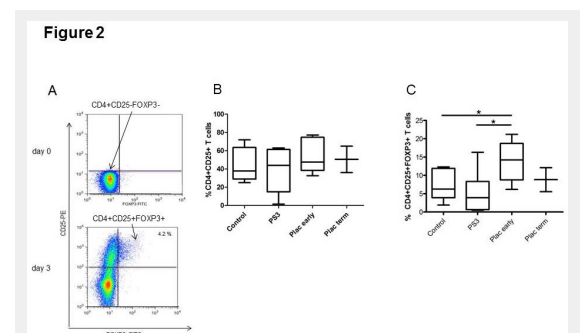 Figure 2
A
CD4+CD25-FOXP3-
day 0
FOXP3-FITC
CD25-PE
CD4+CD25+FOXP3+
4.2 %
day 3
B
% CD4+CD25+ T cells
100
80
60
40
20
0
Control
PS3
Plac early
Plac term
C
% CD4+CD25+FOXP3+ T cells
25
20
15
10
5
0
*
*
Control
PS3
Plac early
Plac term